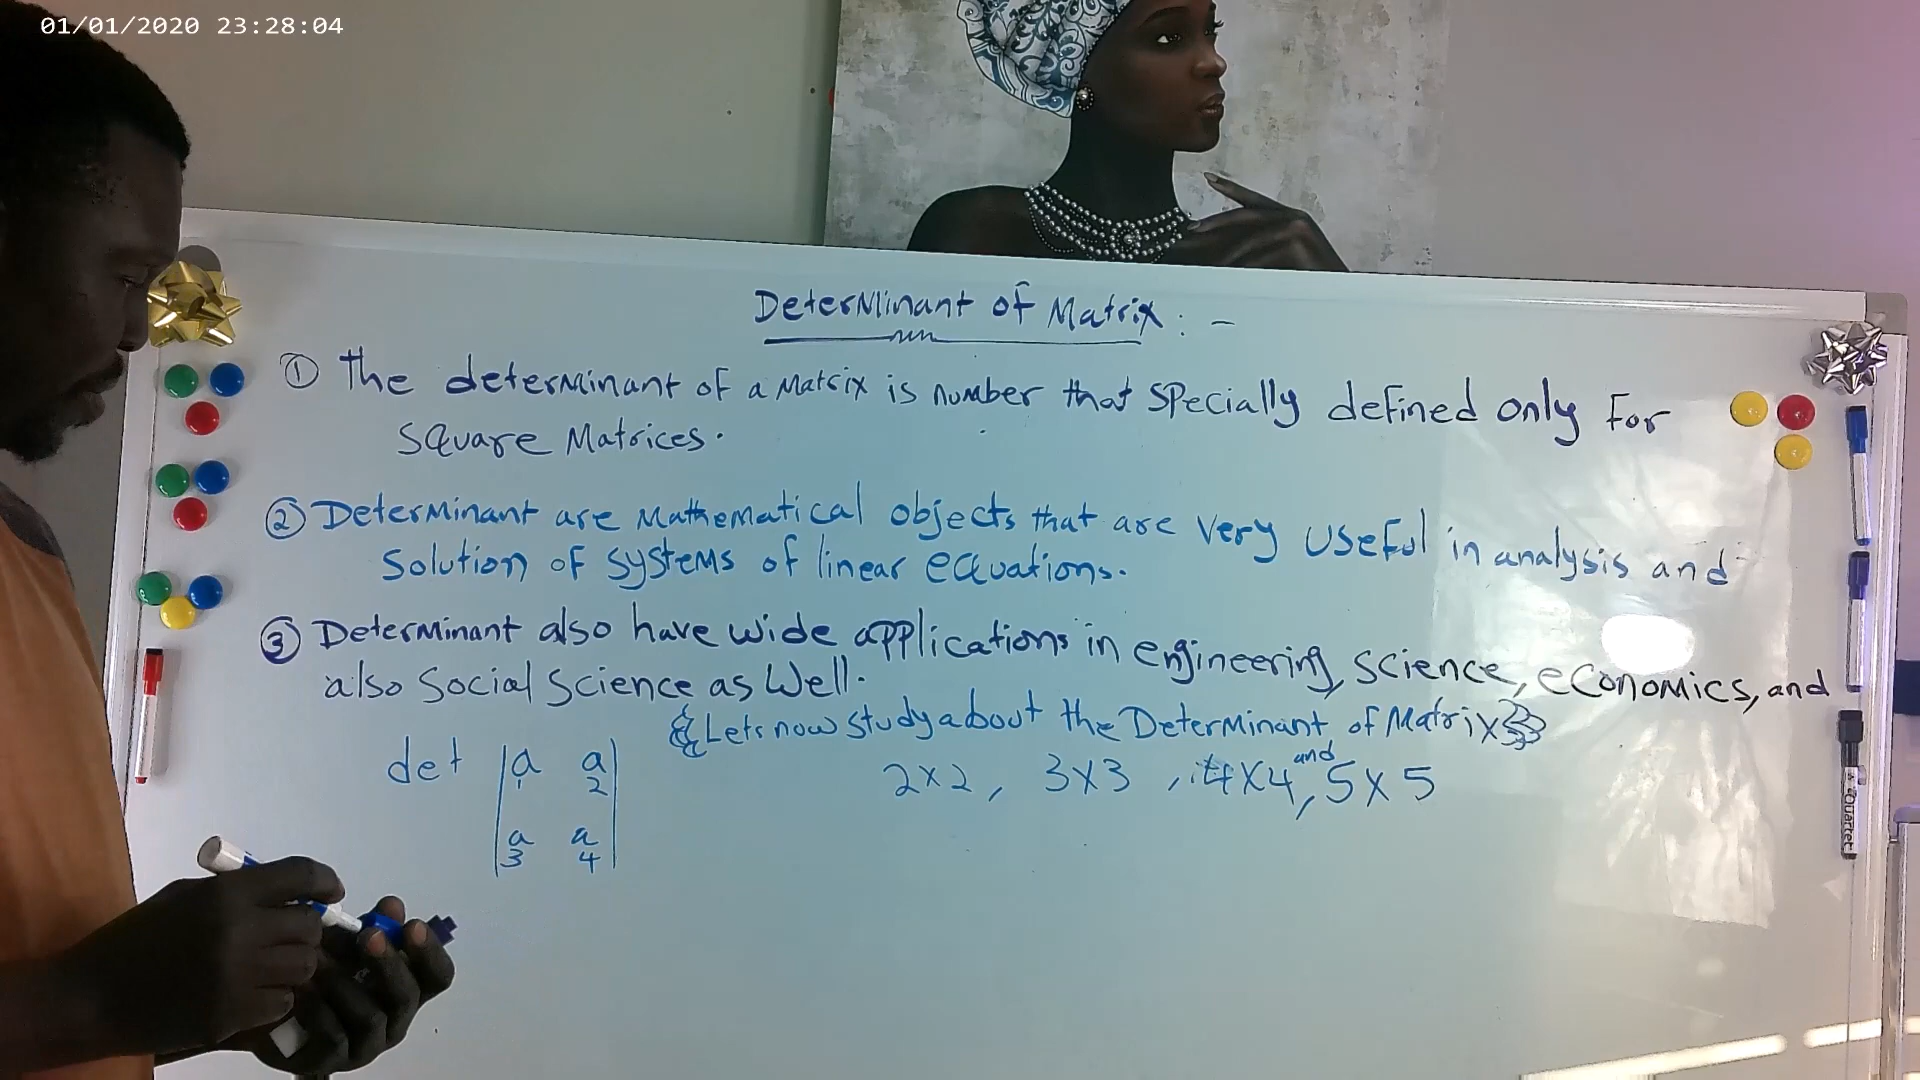 01/01/2020 23:28:04
Determinant of Matrix : -
① The determinant of a Matrix is number that specially defined only for
Square Matrices.
② Determinant are Mathematical objects that are very useful in analysis and
Solution of systems of linear equations.
③ Determinant also have wide applications in engineering, science, economics, and
also Social Science as well.
{{Lets now study about the Determinant of Matrix}}
2x2, 3x3, 4x4, and 5x5
det | a1 a2 |
| a3 a4 |
Quartet